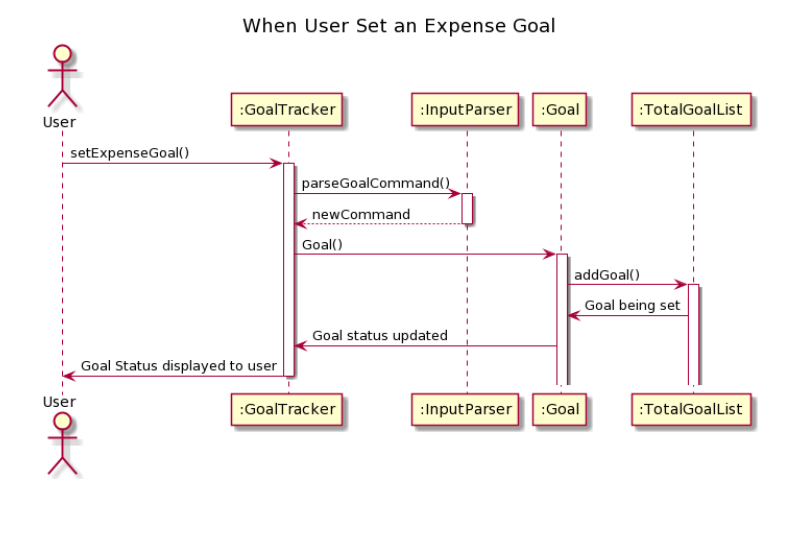 When User Set an Expense Goal
User
:GoalTracker
:InputParser
:Goal
:TotalGoalList
setExpenseGoal()
parseGoalCommand()
newCommand
Goal()
addGoal()
Goal being set
Goal status updated
Goal Status displayed to user
User
:GoalTracker
:InputParser
:Goal
:TotalGoalList